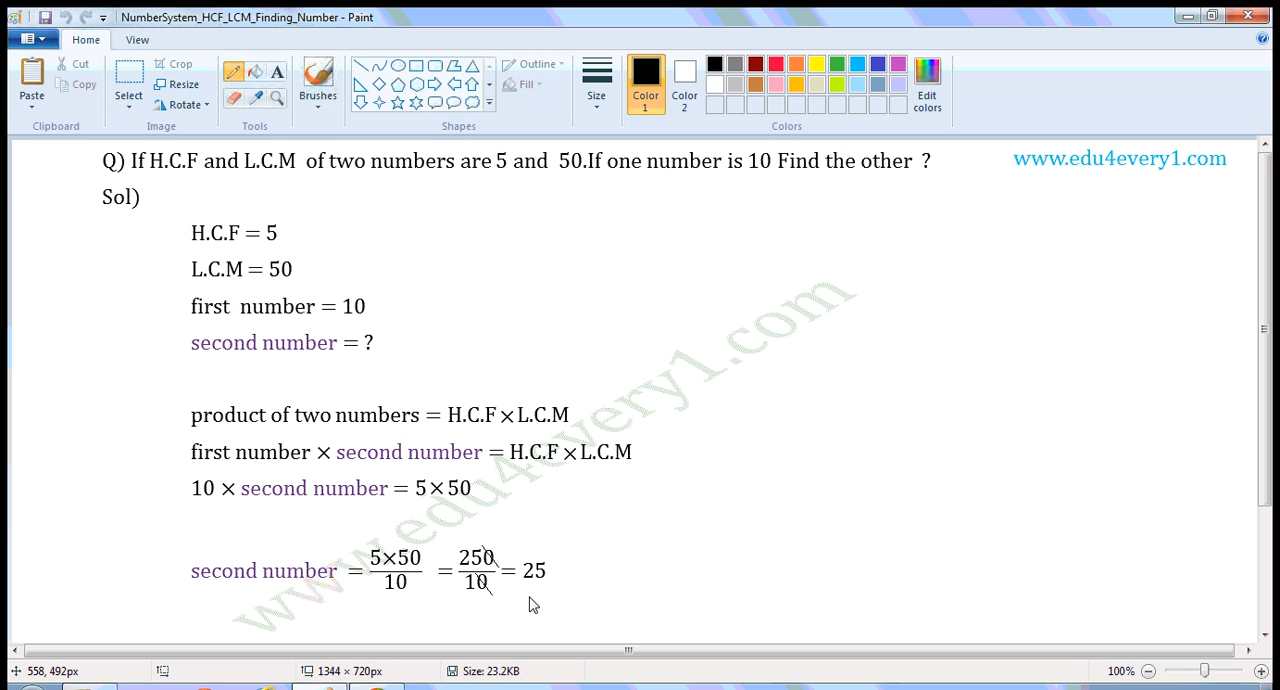 NumberSystem_HCF_LCM_Finding_Number - Paint
Home View
Paste Cut Copy Select Crop Resize Rotate Brushes Outline Fill Size Color 1 Color 2 Edit colors
Clipboard Image Tools Shapes Colors
Q) If H.C.F and L.C.M of two numbers are 5 and 50.If one number is 10 Find the other ? www.edu4every1.com
Sol)
H.C.F = 5
L.C.M = 50
first number = 10
second number = ?
product of two numbers = H.C.F × L.C.M
first number × second number = H.C.F × L.C.M
10 × second number = 5 × 50
second number = 5×50/10 = 250/10 = 25
www.edu4every1.com
558, 492px 1344 × 720px Size: 23.2KB 100%